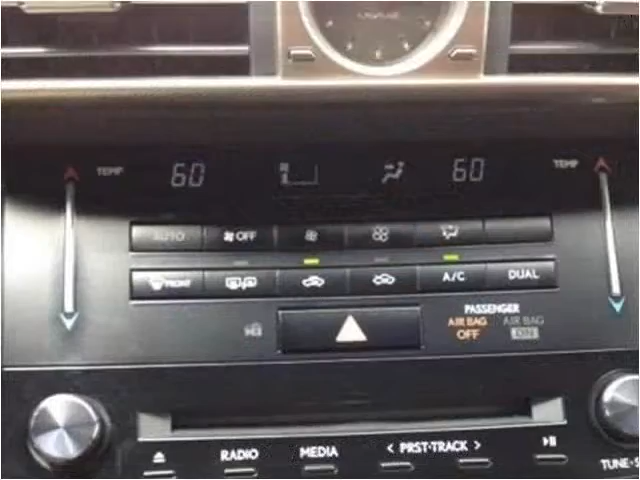 TEMP 60 60 TEMP
AUTO OFF
FRONT A/C DUAL
PASSENGER
AIR BAG AIR BAG
OFF ON
RADIO MEDIA < PRST·TRACK >
TUNE·S